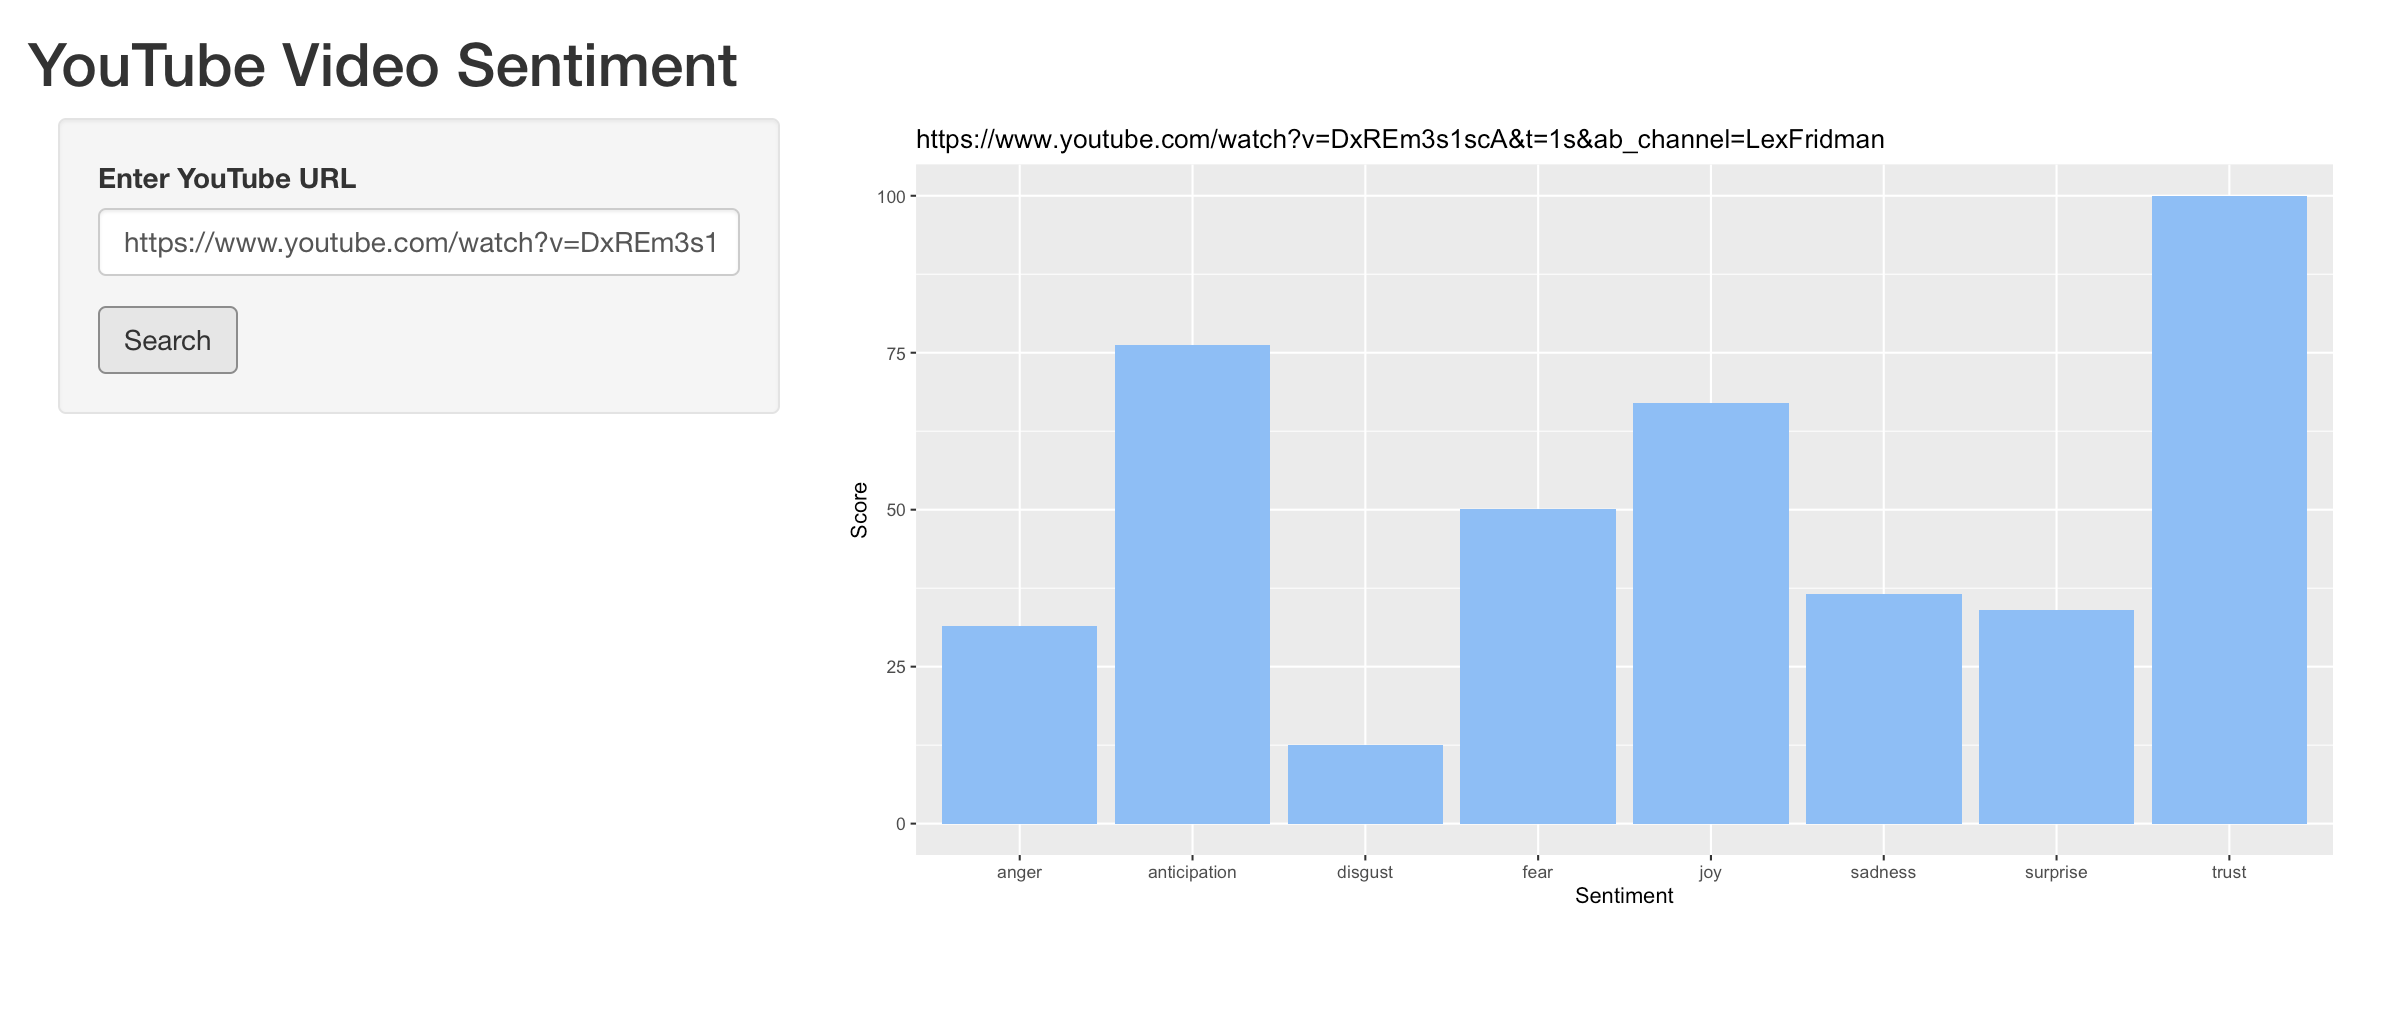 YouTube Video Sentiment
Enter YouTube URL
https://www.youtube.com/watch?v=DxREm3s1
Search
https://www.youtube.com/watch?v=DxREm3s1scA&t=1s&ab_channel=LexFridman
Score
100
75
50
25
0
anger anticipation disgust fear joy sadness surprise trust
Sentiment